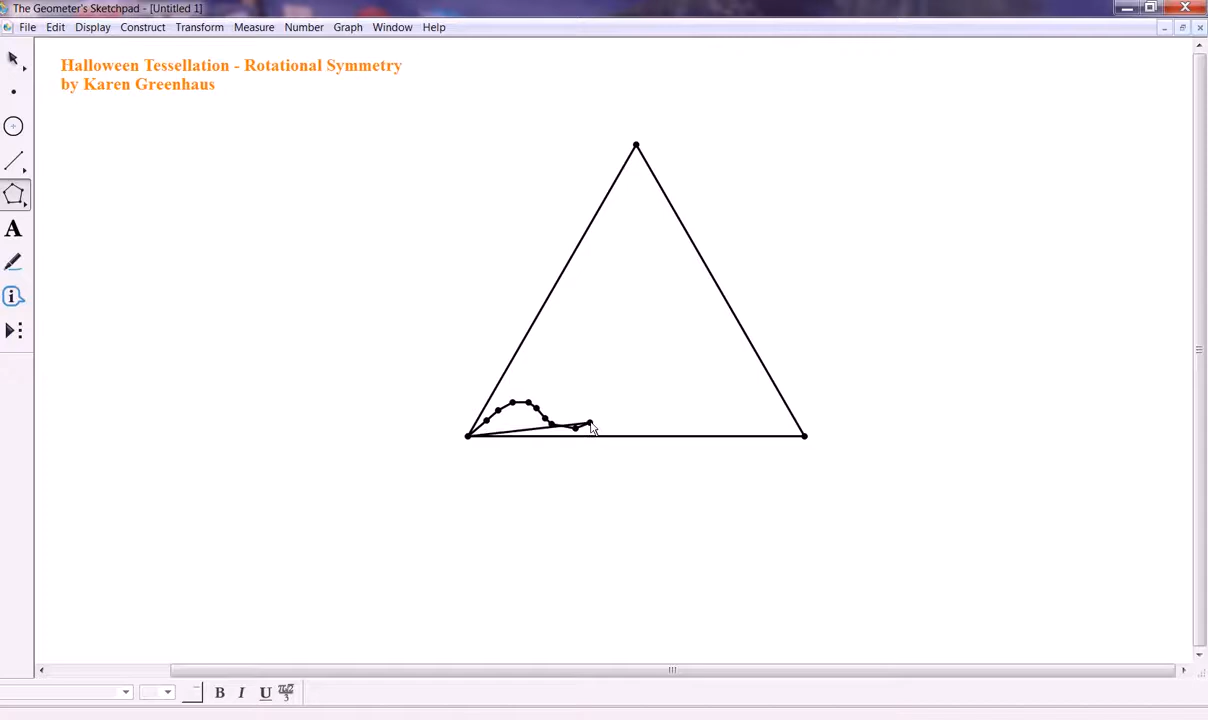 The Geometer's Sketchpad - [Untitled 1]
File Edit Display Construct Transform Measure Number Graph Window Help
Halloween Tessellation - Rotational Symmetry
by Karen Greenhaus
A
i
B I U